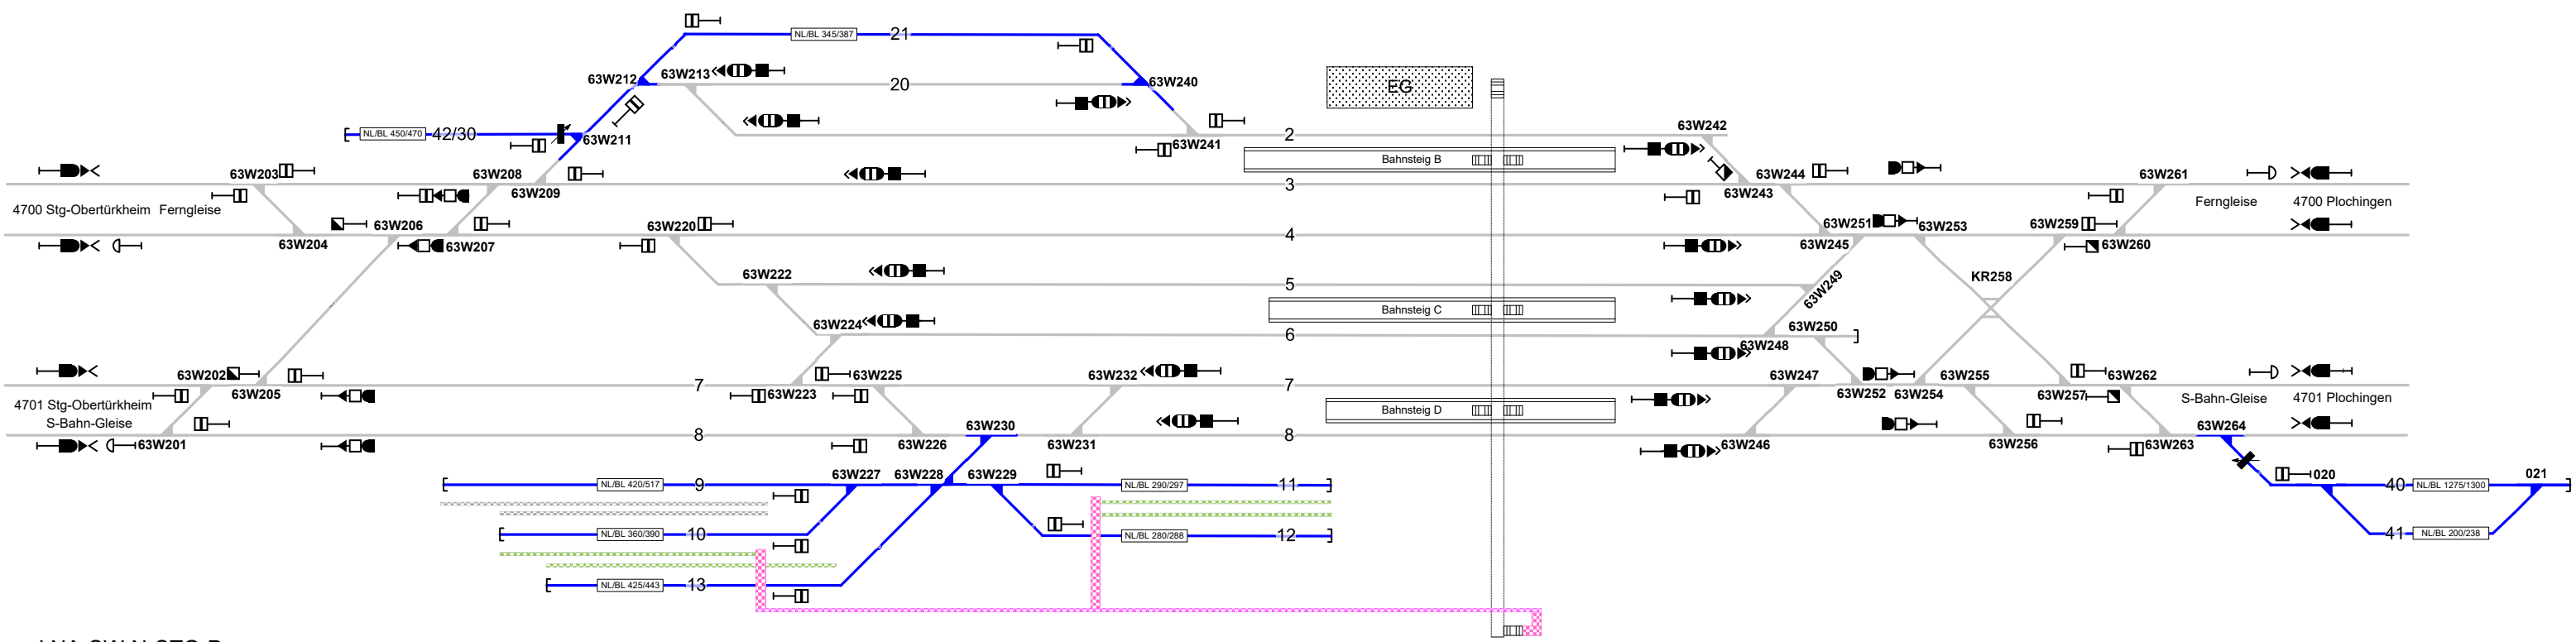 21
NL/BL 345/387
63W212
63W213
20
63W240
EG
NL/BL 450/470
42/30
63W211
63W241
2
63W242
Bahnsteig B
63W203
63W208
63W209
3
63W243
63W244
63W261
4700 Stg-Obertürkheim Ferngleise
Ferngleise
4700 Plochingen
63W204
63W206
63W207
63W220
4
63W245
63W251
63W253
63W259
63W260
63W222
5
63W249
KR258
Bahnsteig C
63W224
6
63W248
63W250
63W202
63W205
7
63W223
63W225
63W232
7
63W247
63W252
63W254
63W255
63W257
63W262
4701 Stg-Obertürkheim
S-Bahn-Gleise
Bahnsteig D
S-Bahn-Gleise
4701 Plochingen
63W201
8
63W226
63W230
63W231
8
63W246
63W256
63W263
63W264
NL/BL 420/517
9
63W227
63W228
63W229
NL/BL 290/297
11
020
40
NL/BL 1275/1300
021
NL/BL 360/390
10
NL/BL 280/288
12
41
NL/BL 200/238
NL/BL 425/443
13